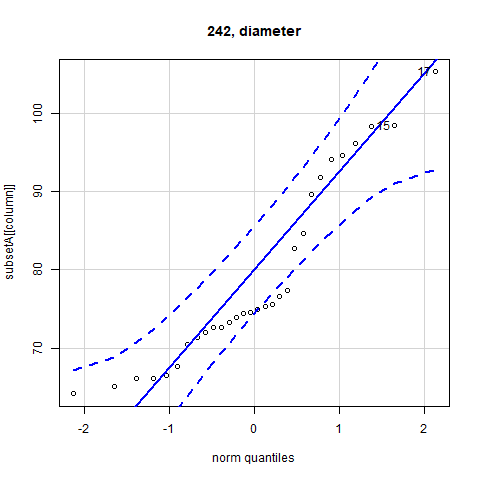 242, diameter
subsetA[[column]]
100
90
80
70
17
15
-2 -1 0 1 2
norm quantiles